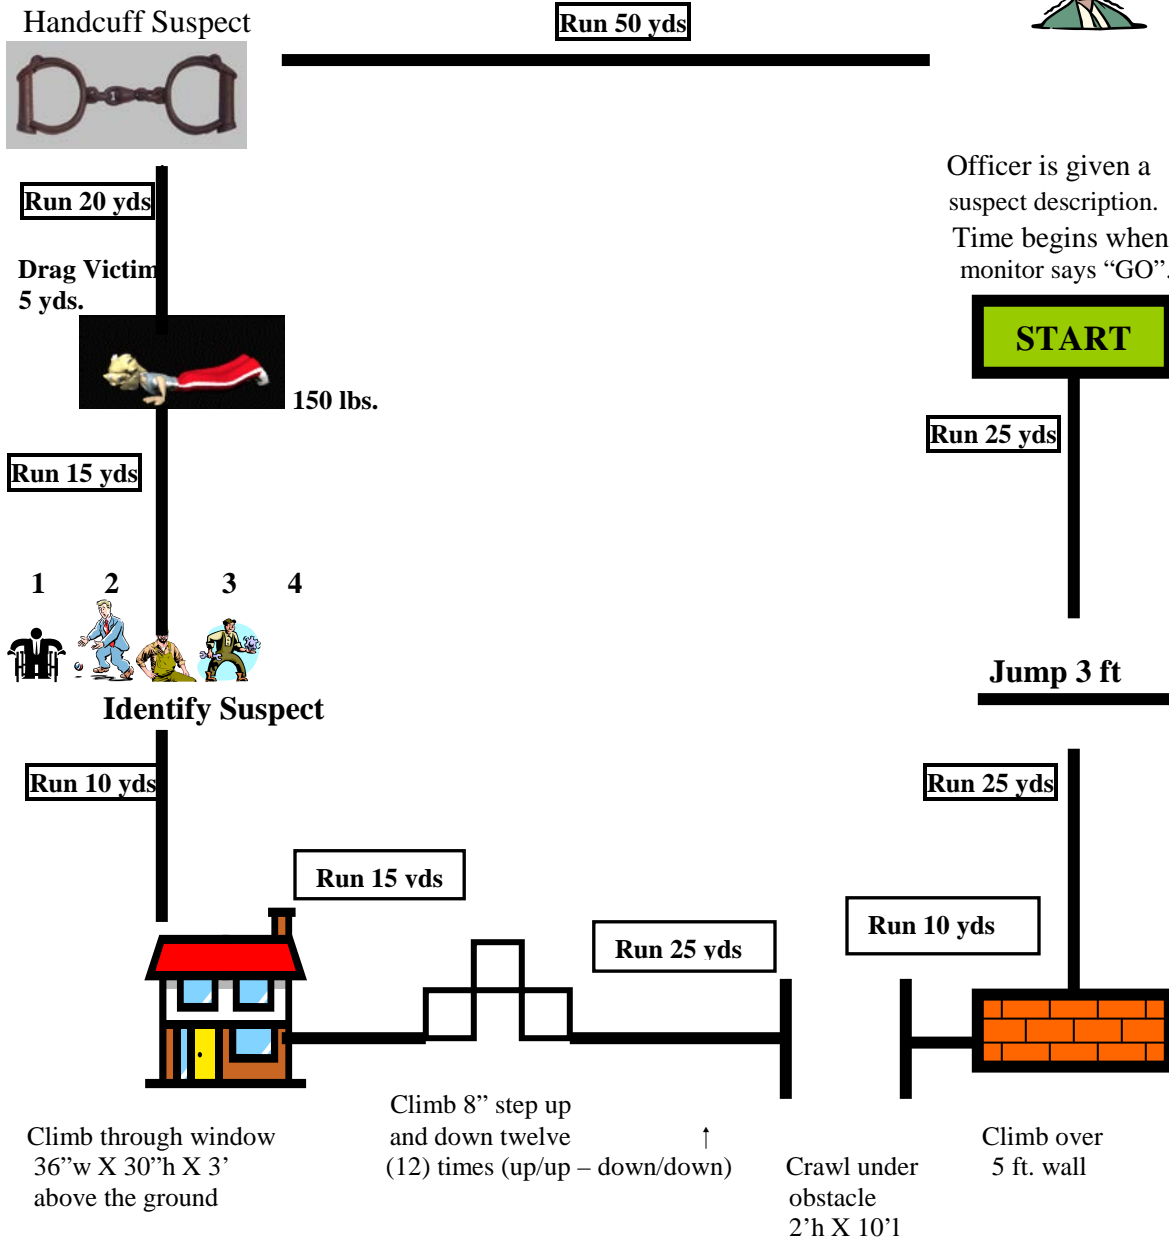 Handcuff Suspect
Run 50 yds
Run 20 yds
Officer is given a
suspect description.
Time begins when
monitor says “GO”.
Drag Victim
5 yds.
START
150 lbs.
Run 25 yds
Run 15 yds
1 2 3 4
Jump 3 ft
Identify Suspect
Run 10 yds
Run 25 yds
Run 15 yds
Run 25 yds
Run 10 yds
Climb through window
36”w X 30”h X 3’
above the ground
Climb 8” step up
and down twelve ↑
(12) times (up/up – down/down)
Crawl under
obstacle
2’h X 10’l
Climb over
5 ft. wall